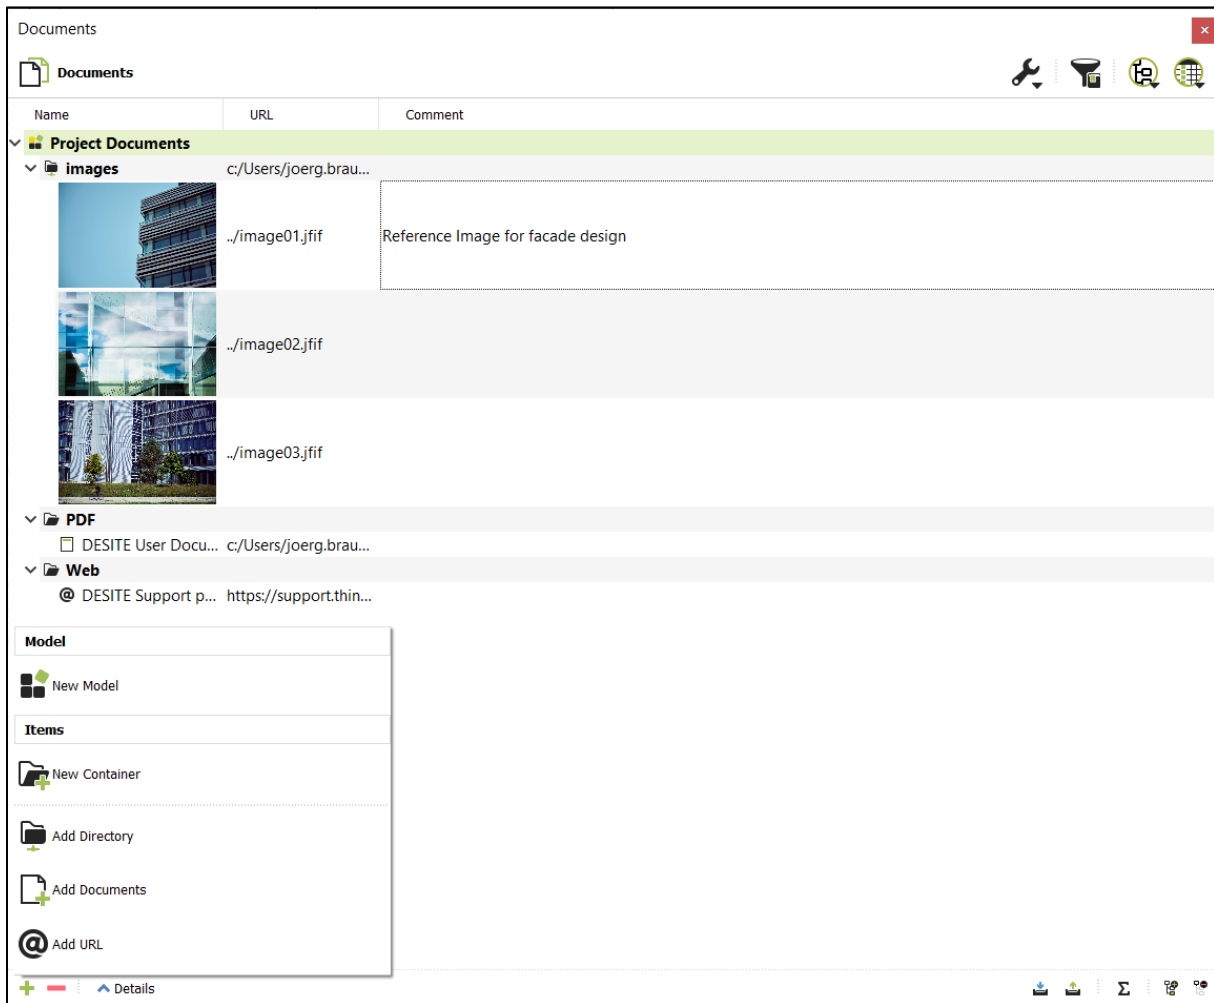 Documents
Documents
Name URL Comment
Project Documents
images c:/Users/joerg.brau...
../image01.jfif Reference Image for facade design
../image02.jfif
../image03.jfif
PDF
DESITE User Docu... c:/Users/joerg.brau...
Web
@ DESITE Support p... https://support.thin...
Model
New Model
Items
New Container
Add Directory
Add Documents
@ Add URL
Details Σ